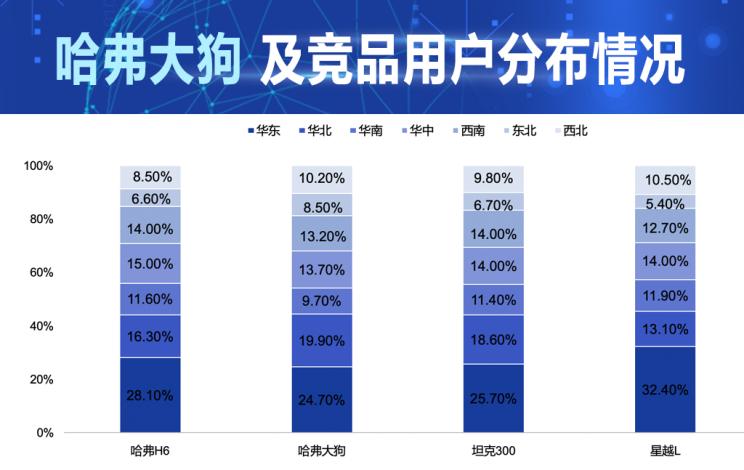 哈弗大狗 及竞品用户分布情况
华东 华北 华南 华中 西南 东北 西北
100%
8.50% 10.20% 9.80% 10.50%
6.60% 8.50% 6.70% 5.40%
80%
14.00% 13.20% 14.00% 12.70%
60%
15.00% 13.70% 14.00% 14.00%
11.60% 9.70% 11.40% 11.90%
40%
16.30% 19.90% 18.60% 13.10%
20%
28.10% 24.70% 25.70% 32.40%
0%
哈弗H6 哈弗大狗 坦克300 星越L